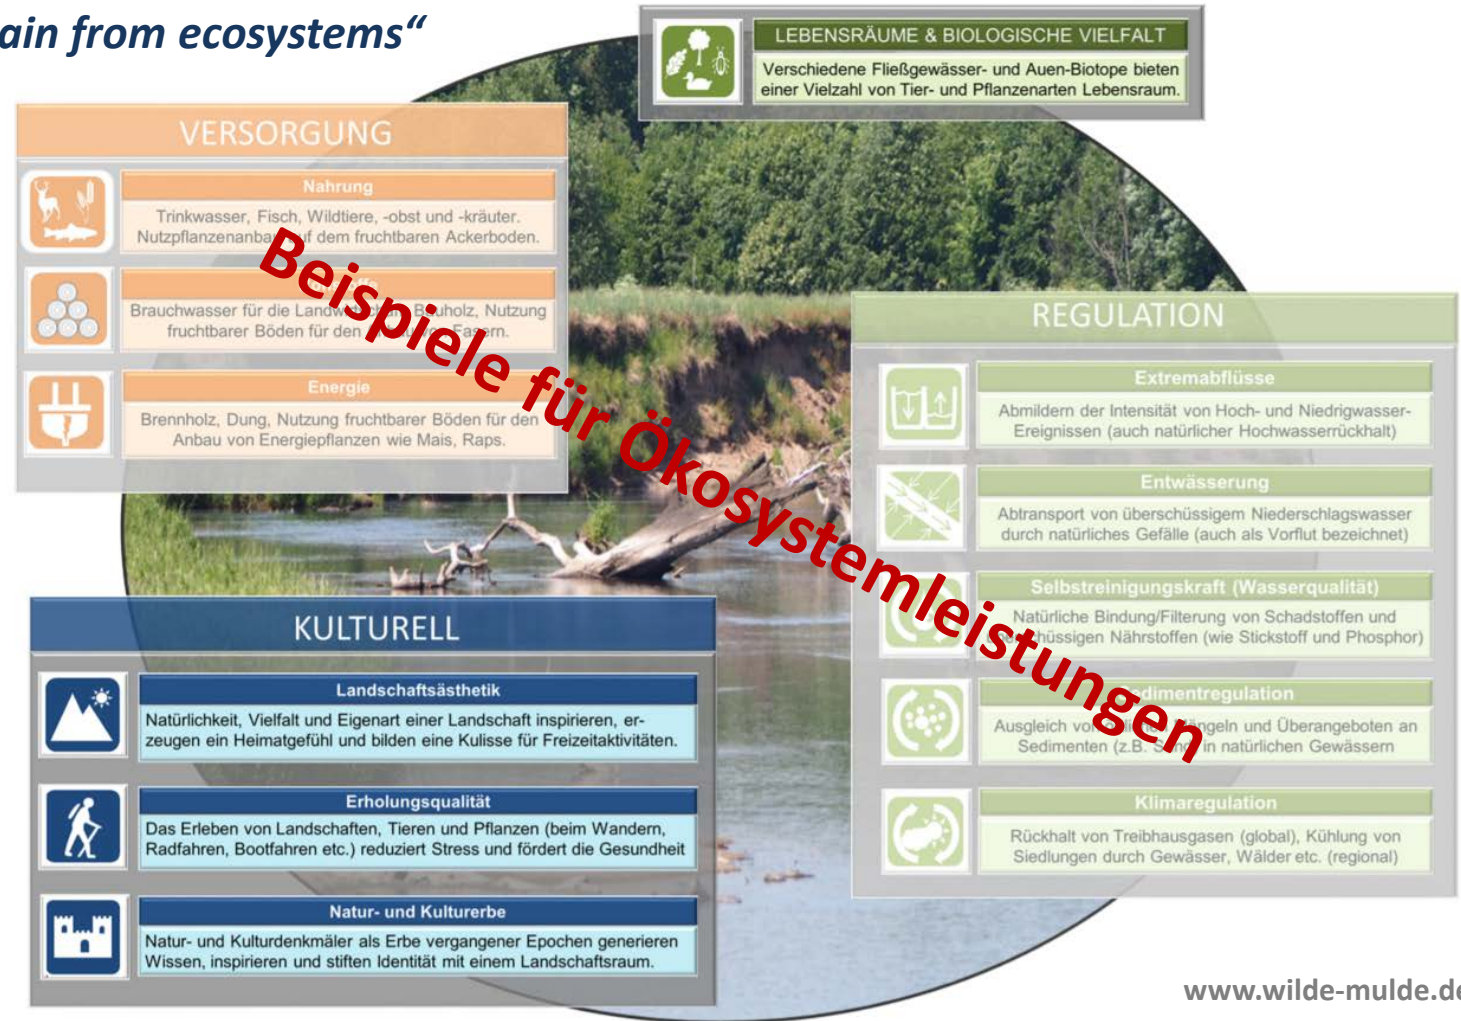 ain from ecosystems“
LEBENSRÄUME & BIOLOGISCHE VIELFALT
Verschiedene Fließgewässer- und Auen-Biotope bieten
einer Vielzahl von Tier- und Pflanzenarten Lebensraum.
VERSORGUNG
Nahrung
Trinkwasser, Fisch, Wildtiere, -obst und -kräuter.
Nutzpflanzenanbau auf dem fruchtbaren Ackerboden.
Brauchwasser für die Bauholz, Nutzung
fruchtbarer Böden für den Fasern.
Energie
Brennholz, Dung, Nutzung fruchtbarer Böden für den
Anbau von Energiepflanzen wie Mais, Raps.
Beispiele für Ökosystemleistungen
REGULATION
Extremabflüsse
Abmildern der Intensität von Hoch- und Niedrigwasser-
Ereignissen (auch natürlicher Hochwasserrückhalt)
Entwässerung
Abtransport von überschüssigem Niederschlagswasser
durch natürliches Gefälle (auch als Vorflut bezeichnet)
Selbstreinigungskraft (Wasserqualität)
Natürliche Bindung/Filterung von Schadstoffen und
überschüssigen Nährstoffen (wie Stickstoff und Phosphor)
Sedimentregulation
Ausgleich von Mängeln und Überangeboten an
Sedimenten (z.B. Sand) in natürlichen Gewässern
Klimaregulation
Rückhalt von Treibhausgasen (global), Kühlung von
Siedlungen durch Gewässer, Wälder etc. (regional)
KULTURELL
Landschaftsästhetik
Natürlichkeit, Vielfalt und Eigenart einer Landschaft inspirieren, er-
zeugen ein Heimatgefühl und bilden eine Kulisse für Freizeitaktivitäten.
Erholungsqualität
Das Erleben von Landschaften, Tieren und Pflanzen (beim Wandern,
Radfahren, Bootfahren etc.) reduziert Stress und fördert die Gesundheit
Natur- und Kulturerbe
Natur- und Kulturdenkmäler als Erbe vergangener Epochen generieren
Wissen, inspirieren und stiften Identität mit einem Landschaftsraum.
www.wilde-mulde.de